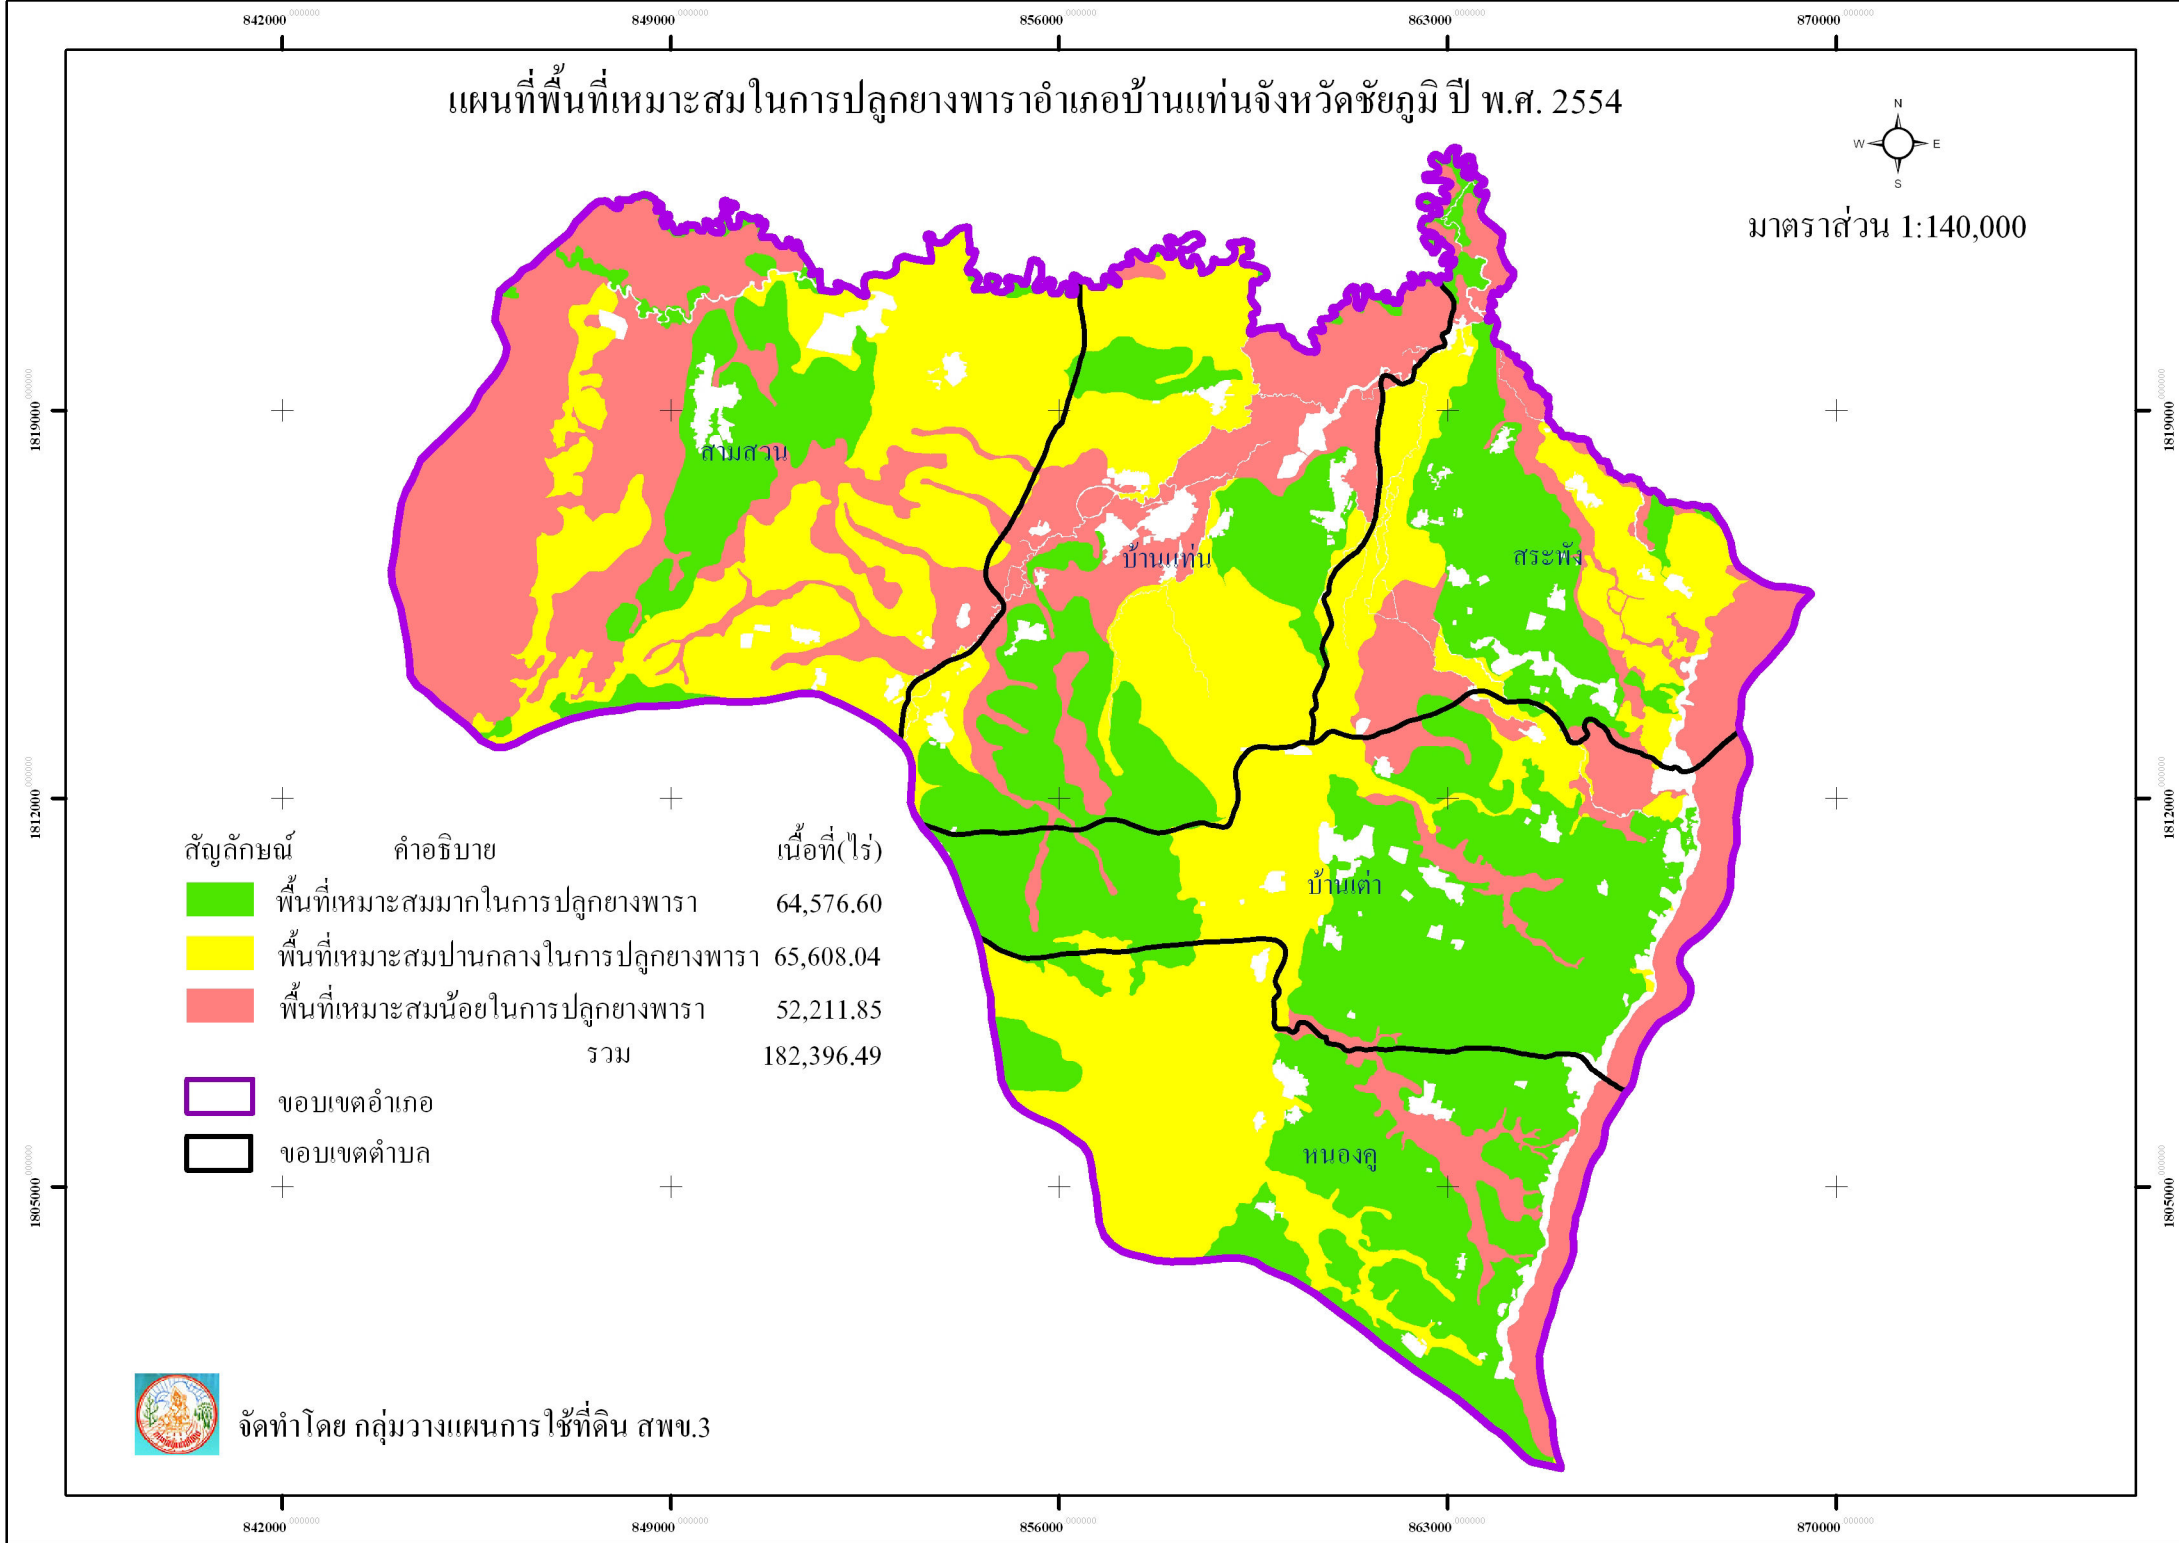 842000 849000 856000 863000 870000
แผนที่พื้นที่เหมาะสมในการปลูกยางพาราอำเภอบ้านแท่นจังหวัดชัยภูมิ ปี พ.ศ. 2554
N
W E
S
มาตราส่วน 1:140,000
1819000 1819000
สามสวน
บ้านแท่น
สระพัง
1812000 1812000
สัญลักษณ์ คำอธิบาย เนื้อที่(ไร่)
บ้านเต่า
พื้นที่เหมาะสมมากในการปลูกยางพารา 64,576.60
พื้นที่เหมาะสมปานกลางในการปลูกยางพารา 65,608.04
พื้นที่เหมาะสมน้อยในการปลูกยางพารา 52,211.85
รวม 182,396.49
ขอบเขตอำเภอ
ขอบเขตตำบล
หนองคู
1805000 1805000
จัดทำโดย กลุ่มวางแผนการใช้ที่ดิน สพข.3
842000 849000 856000 863000 870000